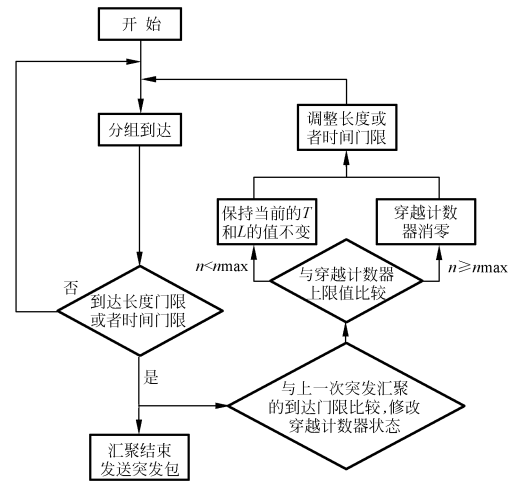 开 始
分组到达
调整长度或
者时间门限
保持当前的T
和L的值不变
穿越计数
器消零
n<nmax
n≥nmax
与穿越计数器
上限值比较
否
到达长度门限
或者时间门限
是
与上一次突发汇聚
的到达门限比较,修改
穿越计数器状态
汇聚结束
发送突发包